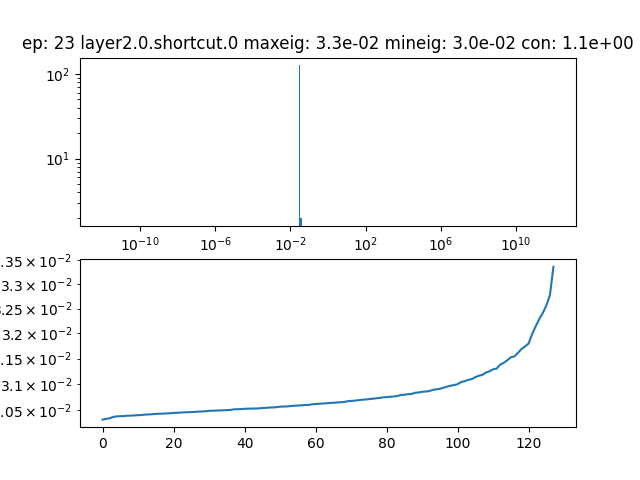 ep: 23 layer2.0.shortcut.0 maxeig: 3.3e-02 mineig: 3.0e-02 con: 1.1e+00
10²
10¹
10⁻¹⁰ 10⁻⁶ 10⁻² 10² 10⁶ 10¹⁰
.35 × 10⁻²
3.3 × 10⁻²
.25 × 10⁻²
3.2 × 10⁻²
.15 × 10⁻²
3.1 × 10⁻²
.05 × 10⁻²
0 20 40 60 80 100 120